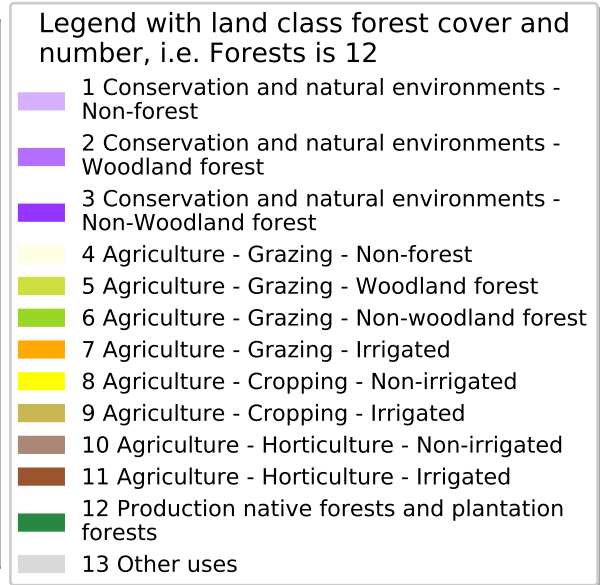 Legend with land class forest cover and
number, i.e. Forests is 12
1 Conservation and natural environments -
Non-forest
2 Conservation and natural environments -
Woodland forest
3 Conservation and natural environments -
Non-Woodland forest
4 Agriculture - Grazing - Non-forest
5 Agriculture - Grazing - Woodland forest
6 Agriculture - Grazing - Non-woodland forest
7 Agriculture - Grazing - Irrigated
8 Agriculture - Cropping - Non-irrigated
9 Agriculture - Cropping - Irrigated
10 Agriculture - Horticulture - Non-irrigated
11 Agriculture - Horticulture - Irrigated
12 Production native forests and plantation
forests
13 Other uses